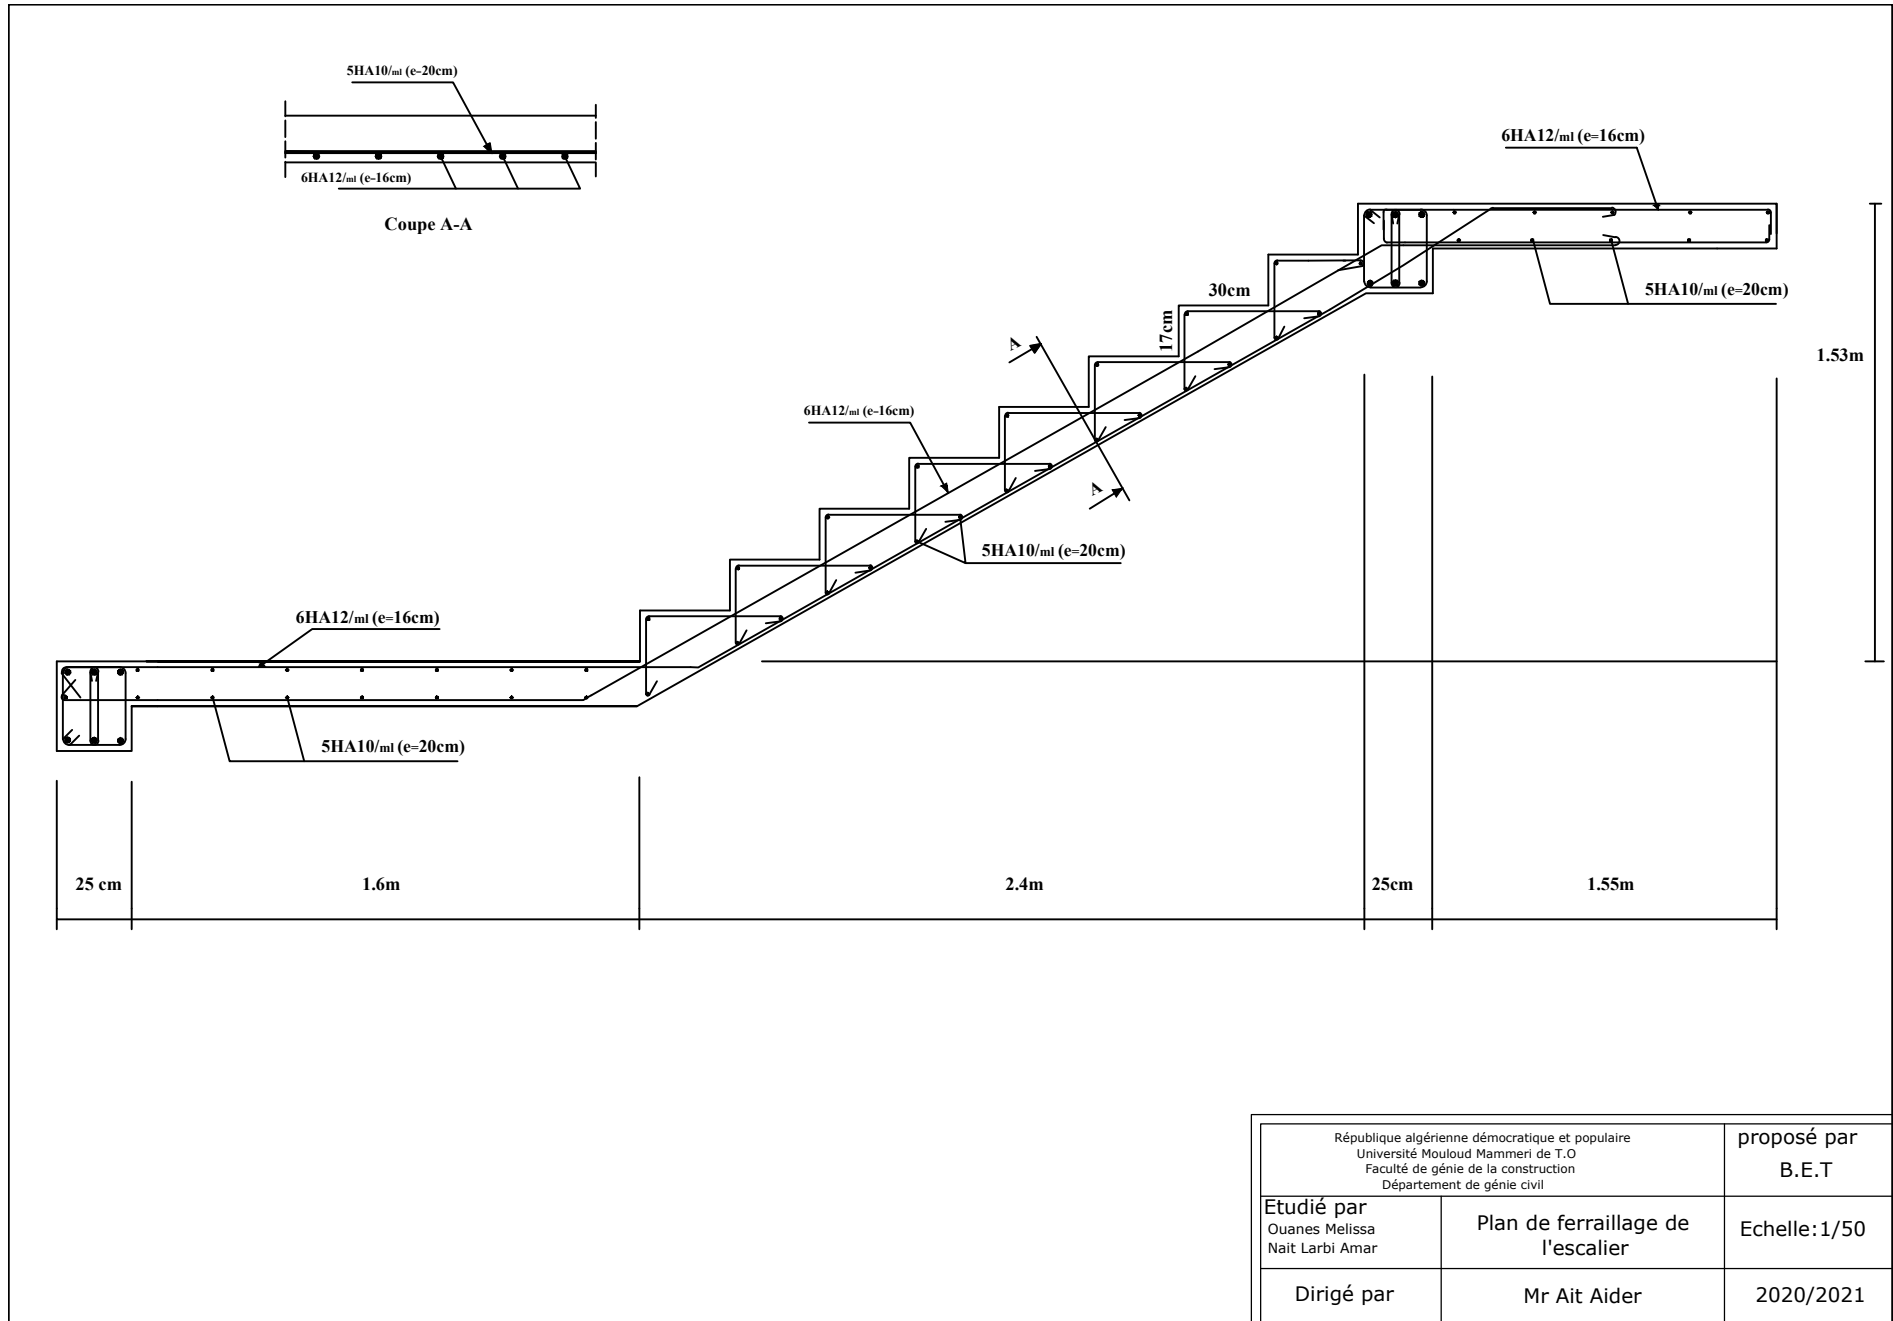 5HA10/ml (e-20cm)
6HA12/ml (e-16cm)
Coupe A-A
6HA12/ml (e=16cm)
5HA10/ml (e=20cm)
30cm
17cm
1.53m
A
6HA12/ml (e-16cm)
A
5HA10/ml (e=20cm)
6HA12/ml (e=16cm)
5HA10/ml (e=20cm)
25 cm
1.6m
2.4m
25cm
1.55m
République algérienne démocratique et populaire
Université Mouloud Mammeri de T.O
Faculté de génie de la construction
Département de génie civil
proposé par
B.E.T
Etudié par
Ouanes Melissa
Nait Larbi Amar
Plan de ferraillage de
l'escalier
Echelle:1/50
Dirigé par
Mr Ait Aider
2020/2021